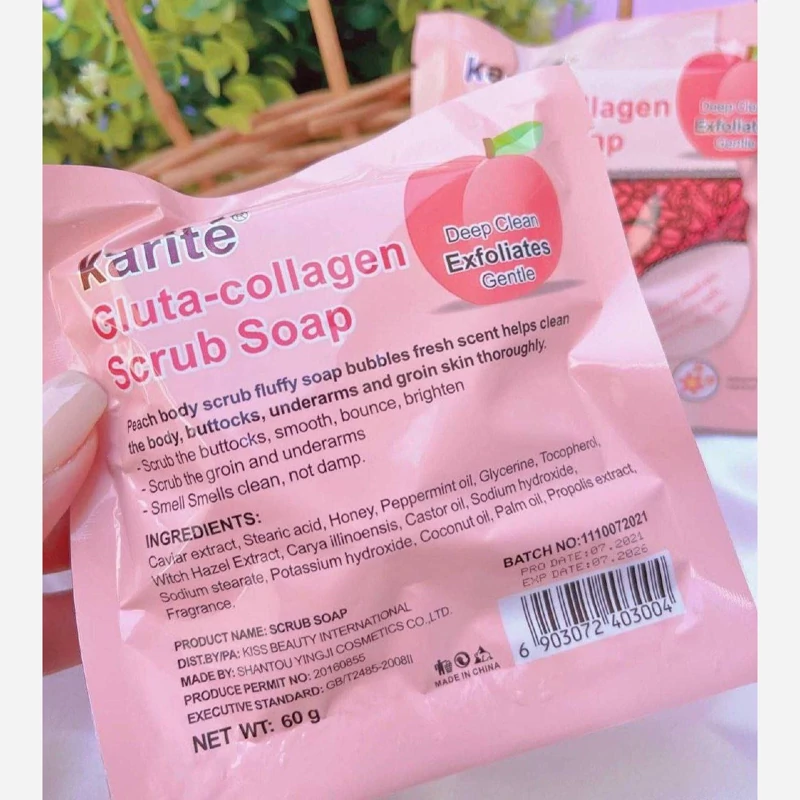 karité®
Gluta-collagen
Scrub Soap
Deep Clean
Exfoliates
Gentle
Peach body scrub fluffy soap bubbles fresh scent helps clean
the body, buttocks, underarms and groin skin thoroughly.
- Scrub the buttocks, smooth, bounce, brighten
- Scrub the groin and underarms
- Smell Smells clean, not damp.
INGREDIENTS:
Caviar extract, Stearic acid, Honey, Peppermint oil, Glycerine, Tocopherol,
Witch Hazel Extract, Carya illinoensis, Castor oil, Sodium hydroxide,
Sodium stearate, Potassium hydroxide, Coconut oil, Palm oil, Propolis extract,
Fragrance.
BATCH NO:1110072021
PRO DATE:07.2021
EXP DATE:07.2026
6 903072 403004
PRODUCT NAME: SCRUB SOAP
DIST.BY/PA: KISS BEAUTY INTERNATIONAL
MADE BY: SHANTOU YINGJI COSMETICS CO.,LTD.
PRODUCE PERMIT NO: 20160855
EXECUTIVE STANDARD: GB/T2485-2008II
NET WT: 60 g
MADE IN CHINA
ka
llagen
ap
Deep Cle
Exfoliat
Gentle